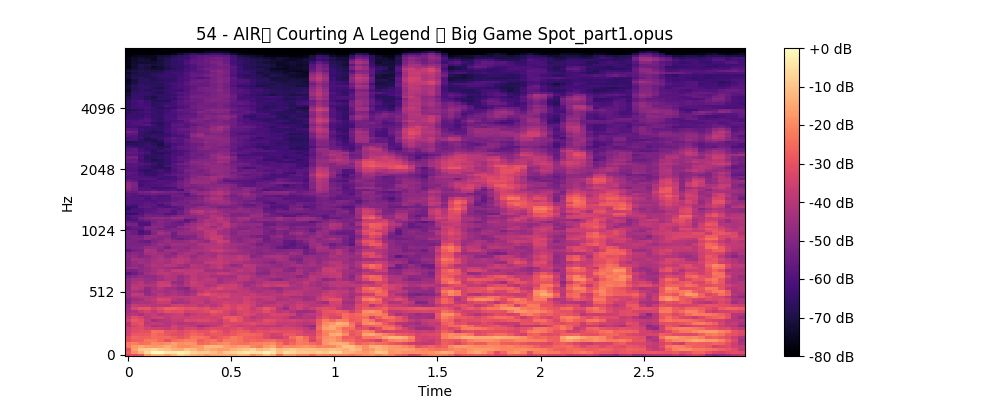 54 - AIR▯ Courting A Legend ▯ Big Game Spot_part1.opus
Hz
4096
2048
1024
512
0
0 0.5 1 1.5 2 2.5
Time
+0 dB
-10 dB
-20 dB
-30 dB
-40 dB
-50 dB
-60 dB
-70 dB
-80 dB